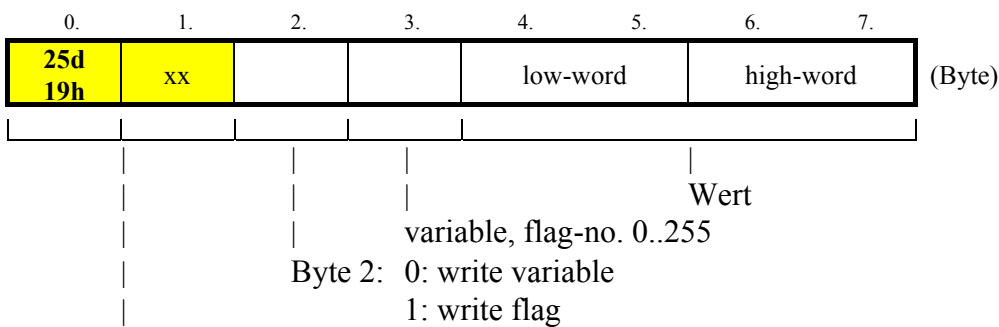 0. 1. 2. 3. 4. 5. 6. 7.
25d
19h xx low-word high-word (Byte)
Wert
variable, flag-no. 0..255
Byte 2: 0: write variable
1: write flag